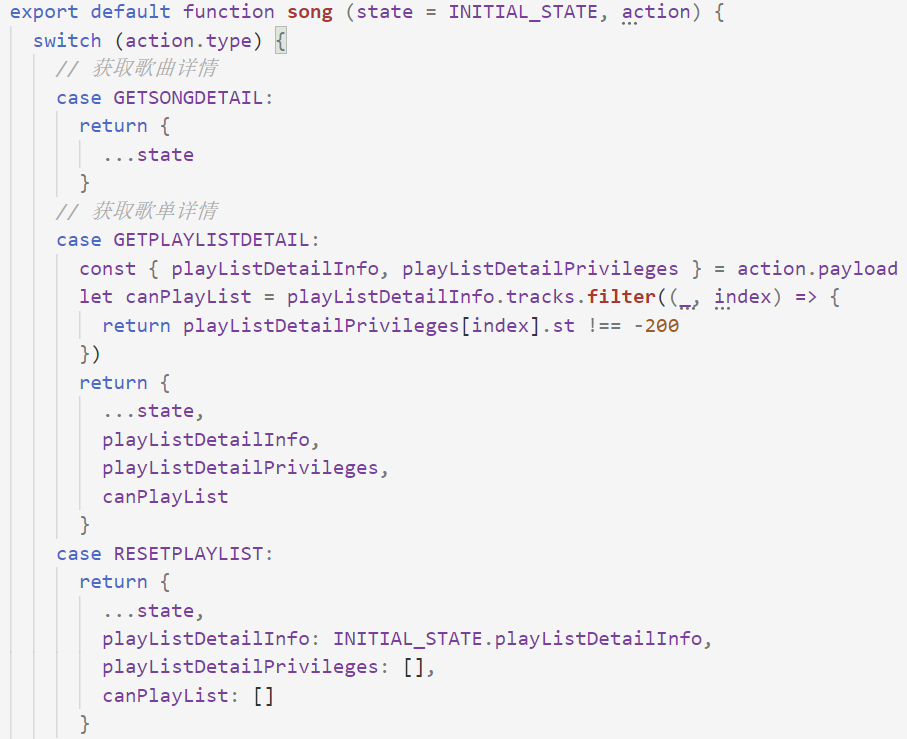 export default function song (state = INITIAL_STATE, action) {
  switch (action.type) {
    // 获取歌曲详情
    case GETSONGDETAIL:
      return {
        ...state
      }
    // 获取歌单详情
    case GETPLAYLISTDETAIL:
      const { playListDetailInfo, playListDetailPrivileges } = action.payload
      let canPlayList = playListDetailInfo.tracks.filter((_, index) => {
        return playListDetailPrivileges[index].st !== -200
      })
      return {
        ...state,
        playListDetailInfo,
        playListDetailPrivileges,
        canPlayList
      }
    case RESETPLAYLIST:
      return {
        ...state,
        playListDetailInfo: INITIAL_STATE.playListDetailInfo,
        playListDetailPrivileges: [],
        canPlayList: []
      }